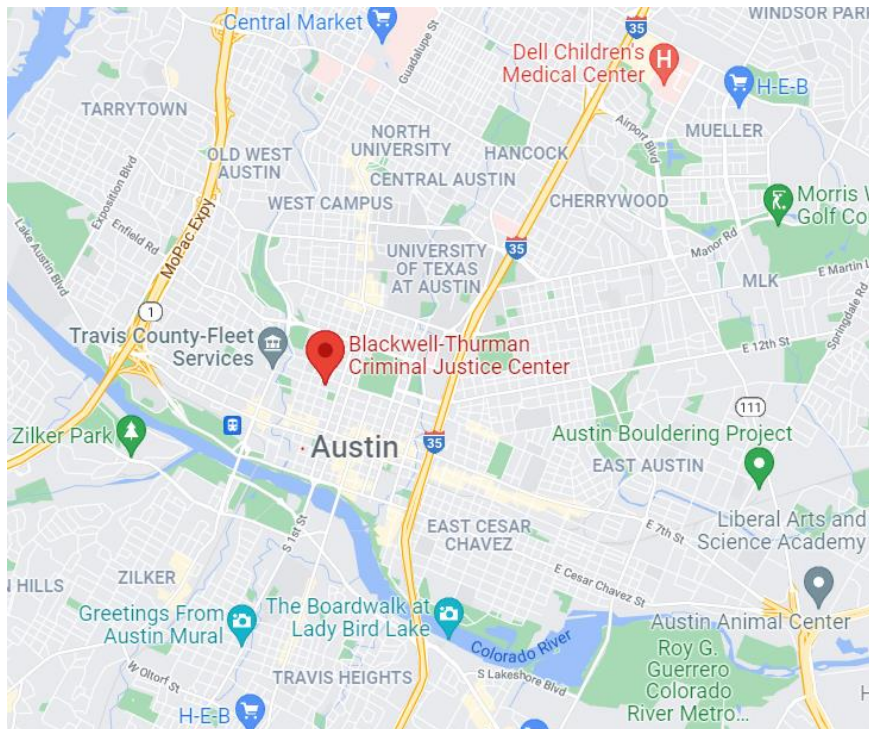 WINDSOR PARK
Central Market
35
Guadalupe St
Dell Children's
Medical Center
H
H-E-B
TARRYTOWN
Airport Blvd
MUELLER
NORTH
UNIVERSITY
OLD WEST
AUSTIN
HANCOCK
Exposition Blvd
CENTRAL AUSTIN
WEST CAMPUS
CHERRYWOOD
Morris W
Golf Co
Enfield Rd
MoPac Expy
Lake Austin Blvd
UNIVERSITY
OF TEXAS
AT AUSTIN
35
Manor Rd
E Martin L
MLK
Springdale Rd
1
Travis County-Fleet
Services
Blackwell-Thurman
Criminal Justice Center
E 12th St
111
Zilker Park
Austin
35
Austin Bouldering Project
EAST AUSTIN
S 1st St
EAST CESAR
CHAVEZ
E 7th St
Liberal Arts and
Science Academy
N HILLS
ZILKER
E Cesar Chavez St
Greetings From
Austin Mural
The Boardwalk at
Lady Bird Lake
Austin Animal Center
Colorado River
Roy G.
Guerrero
Colorado
River Metro...
W Oltorf St
TRAVIS HEIGHTS
S Lakeshore Blvd
H-E-B
H